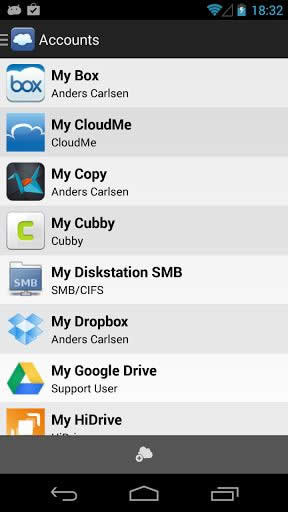 18:32
Accounts
box
My Box
Anders Carlsen
My CloudMe
CloudMe
My Copy
Anders Carlsen
My Cubby
Cubby
SMB
My Diskstation SMB
SMB/CIFS
My Dropbox
Anders Carlsen
My Google Drive
Support User
My HiDrive
HiDrive